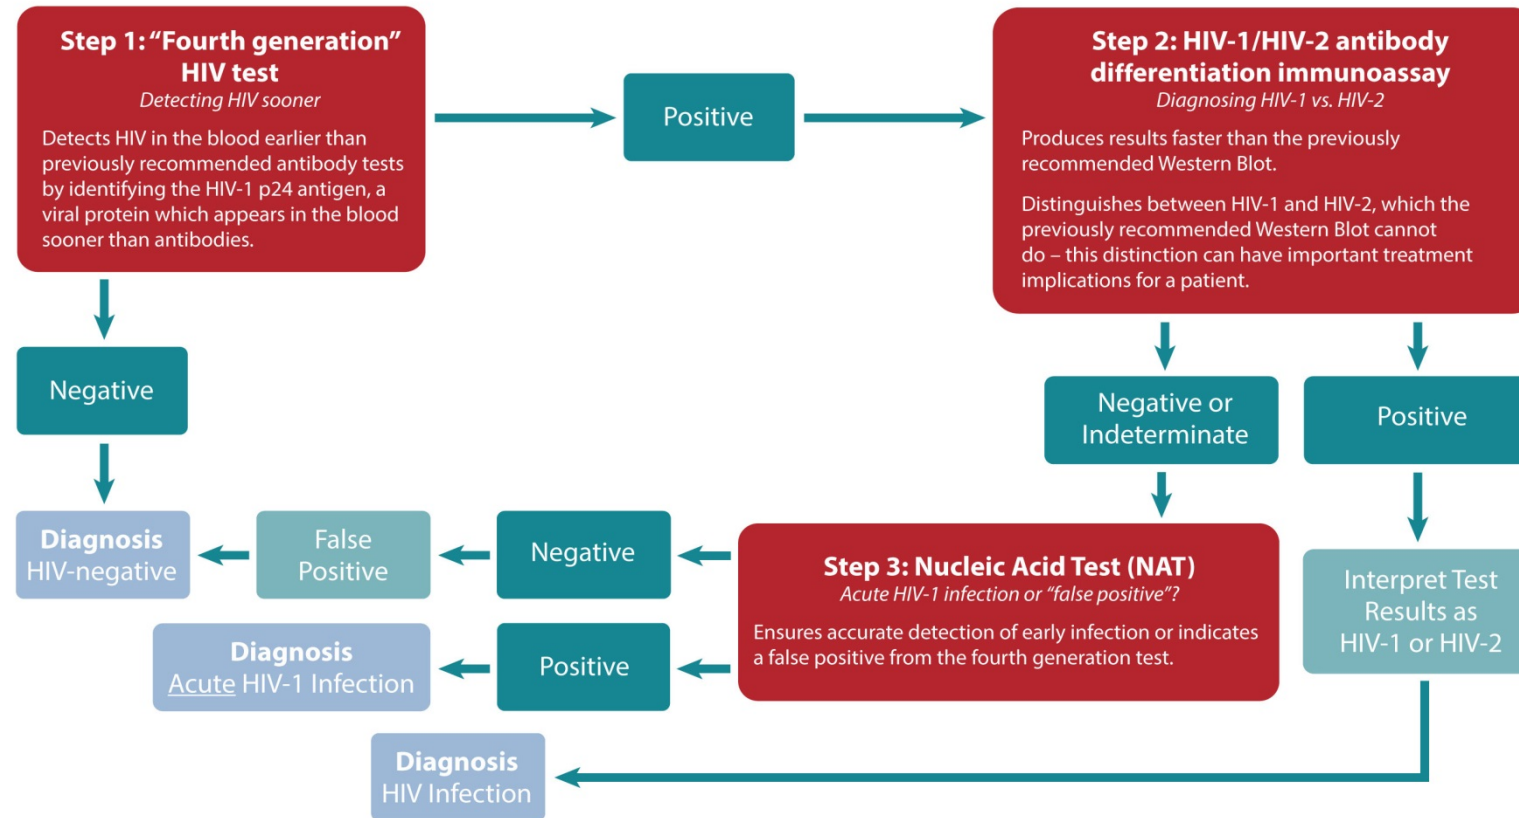 Step 1: “Fourth generation”
HIV test
Detecting HIV sooner
Detects HIV in the blood earlier than
previously recommended antibody tests
by identifying the HIV-1 p24 antigen, a
viral protein which appears in the blood
sooner than antibodies.
Positive
Step 2: HIV-1/HIV-2 antibody
differentiation immunoassay
Diagnosing HIV-1 vs. HIV-2
Produces results faster than the previously
recommended Western Blot.
Distinguishes between HIV-1 and HIV-2, which the
previously recommended Western Blot cannot
do – this distinction can have important treatment
implications for a patient.
Negative
Negative or
Indeterminate
Positive
Diagnosis
HIV-negative
False
Positive
Negative
Step 3: Nucleic Acid Test (NAT)
Acute HIV-1 infection or “false positive”?
Ensures accurate detection of early infection or indicates
a false positive from the fourth generation test.
Interpret Test
Results as
HIV-1 or HIV-2
Diagnosis
Acute HIV-1 Infection
Positive
Diagnosis
HIV Infection